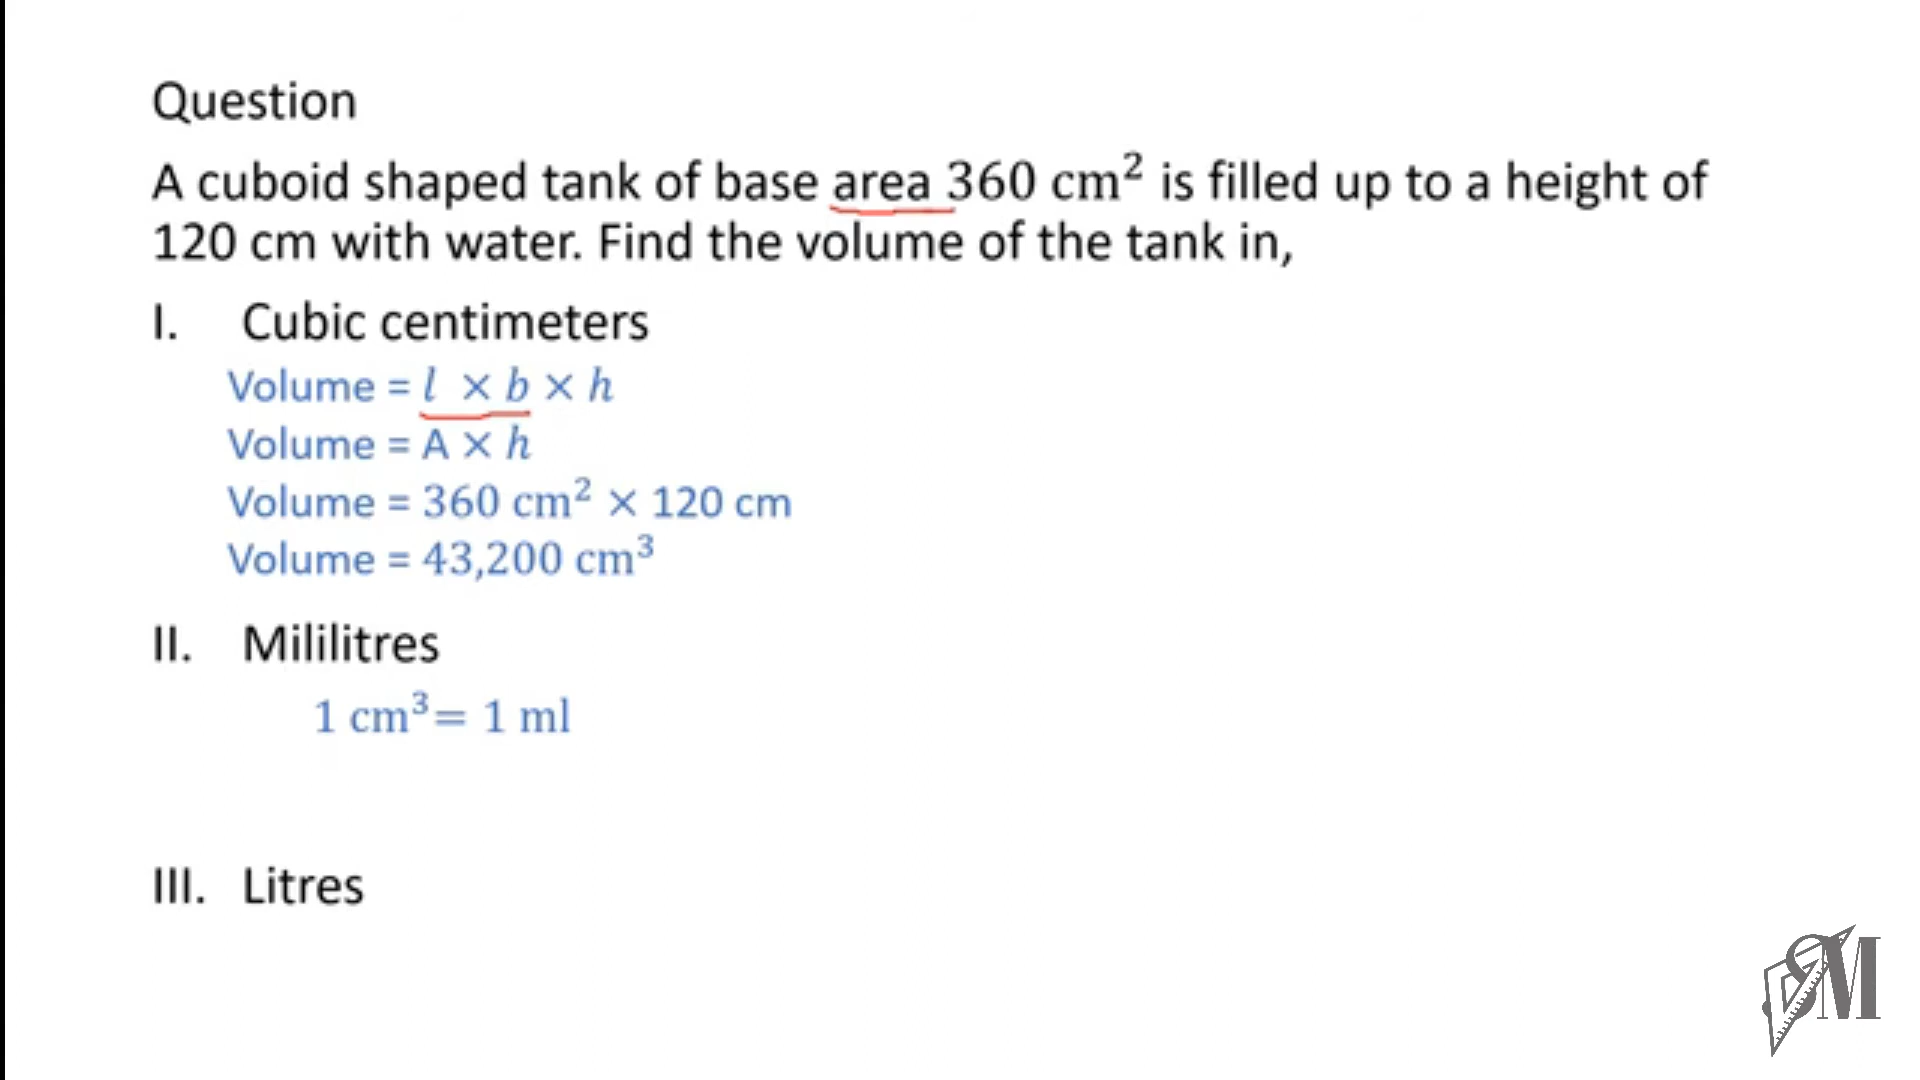 Question
A cuboid shaped tank of base area 360 cm² is filled up to a height of
120 cm with water. Find the volume of the tank in,
I. Cubic centimeters
Volume = l × b × h
Volume = A × h
Volume = 360 cm² × 120 cm
Volume = 43,200 cm³
II. Mililitres
1 cm³= 1 ml
III. Litres
SM